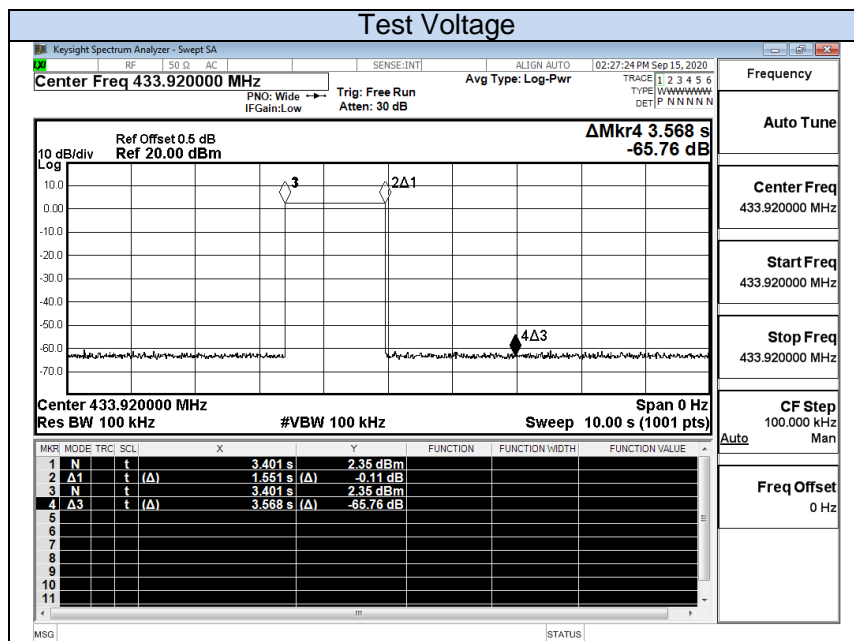 Test Voltage
Keysight Spectrum Analyzer - Swept SA
LXI RF 50 Ω AC SENSE:INT ALIGN AUTO 02:27:24 PM Sep 15, 2020
Center Freq 433.920000 MHz Avg Type: Log-Pwr TRACE 1 2 3 4 5 6
PNO: Wide Trig: Free Run TYPE WWWWWW
IFGain:Low Atten: 30 dB DET P N N N N N
Ref Offset 0.5 dB ΔMkr4 3.568 s
10 dB/div Ref 20.00 dBm -65.76 dB
Log
10.0
0.00
-10.0
-20.0
-30.0
-40.0
-50.0
-60.0
-70.0
3 2Δ1
4Δ3
Center 433.920000 MHz Span 0 Hz
Res BW 100 kHz #VBW 100 kHz Sweep 10.00 s (1001 pts)
MKR MODE TRC SCL X Y FUNCTION FUNCTION WIDTH FUNCTION VALUE
1 N t 3.401 s 2.35 dBm
2 Δ1 t (Δ) 1.551 s (Δ) -0.11 dB
3 N t 3.401 s 2.35 dBm
4 Δ3 t (Δ) 3.568 s (Δ) -65.76 dB
5
6
7
8
9
10
11
MSG STATUS
Frequency
Auto Tune
Center Freq
433.920000 MHz
Start Freq
433.920000 MHz
Stop Freq
433.920000 MHz
CF Step
100.000 kHz
Auto Man
Freq Offset
0 Hz